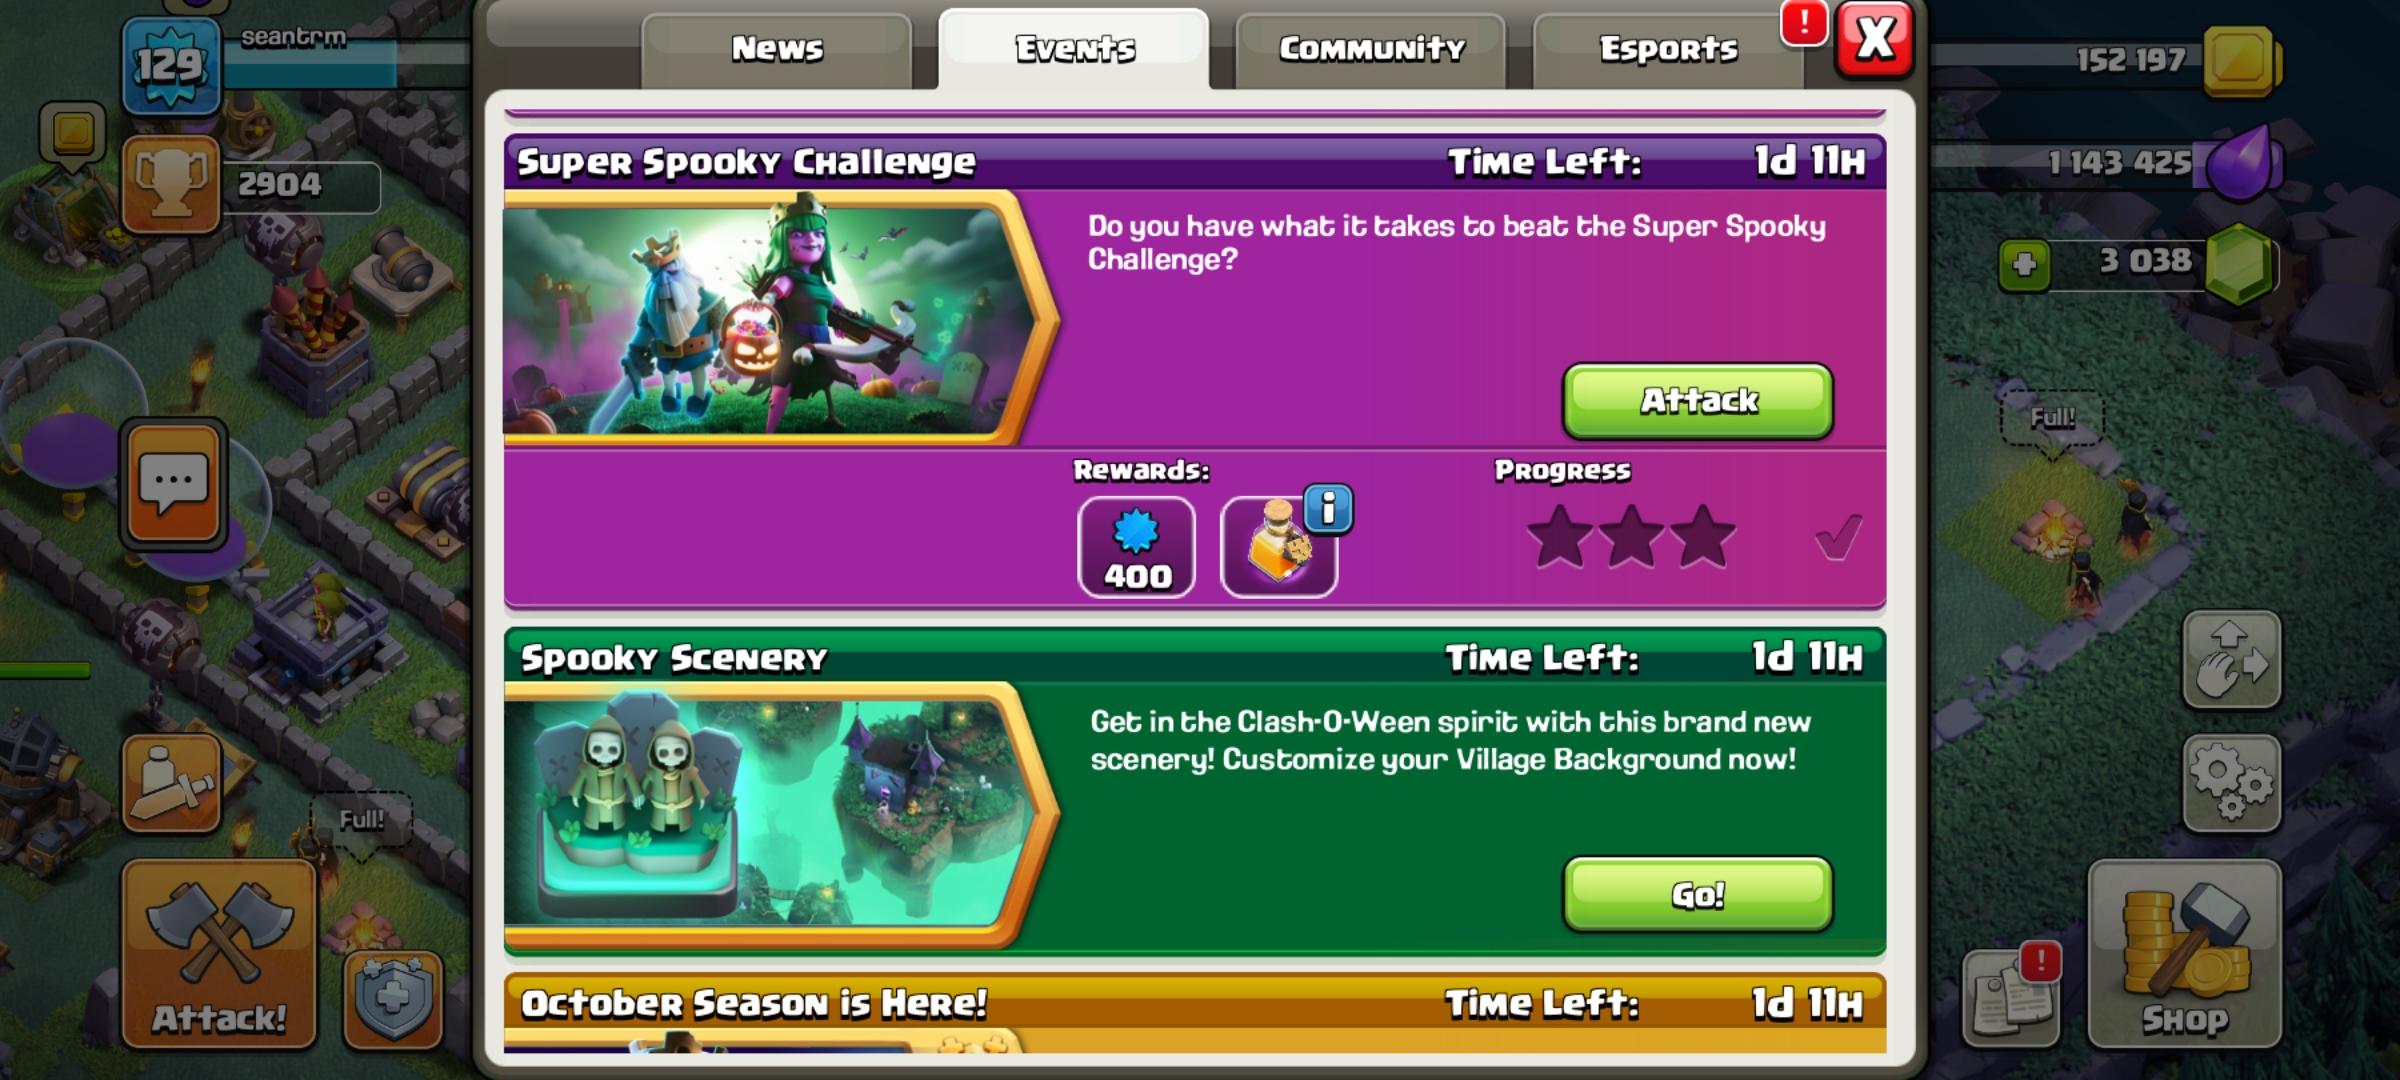 129
seantrm
2904
News
Events
Community
Esports
!
X
152 197
1 143 425
3 038
Super Spooky Challenge
Time Left:
1d 11H
Do you have what it takes to beat the Super Spooky
Challenge?
Attack
Rewards:
400
i
Progress
Full!
Spooky Scenery
Time Left:
1d 11H
Get in the Clash-O-Ween spirit with this brand new
scenery! Customize your Village Background now!
Go!
Full!
Attack!
October Season is Here!
Time Left:
1d 11H
!
Shop